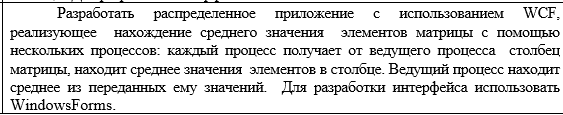 Разработать распределенное приложение с использованием WCF,
реализующее нахождение среднего значения элементов матрицы с помощью
нескольких процессов: каждый процесс получает от ведущего процесса столбец
матрицы, находит среднее значения элементов в столбце. Ведущий процесс находит
среднее из переданных ему значений. Для разработки интерфейса использовать
WindowsForms.